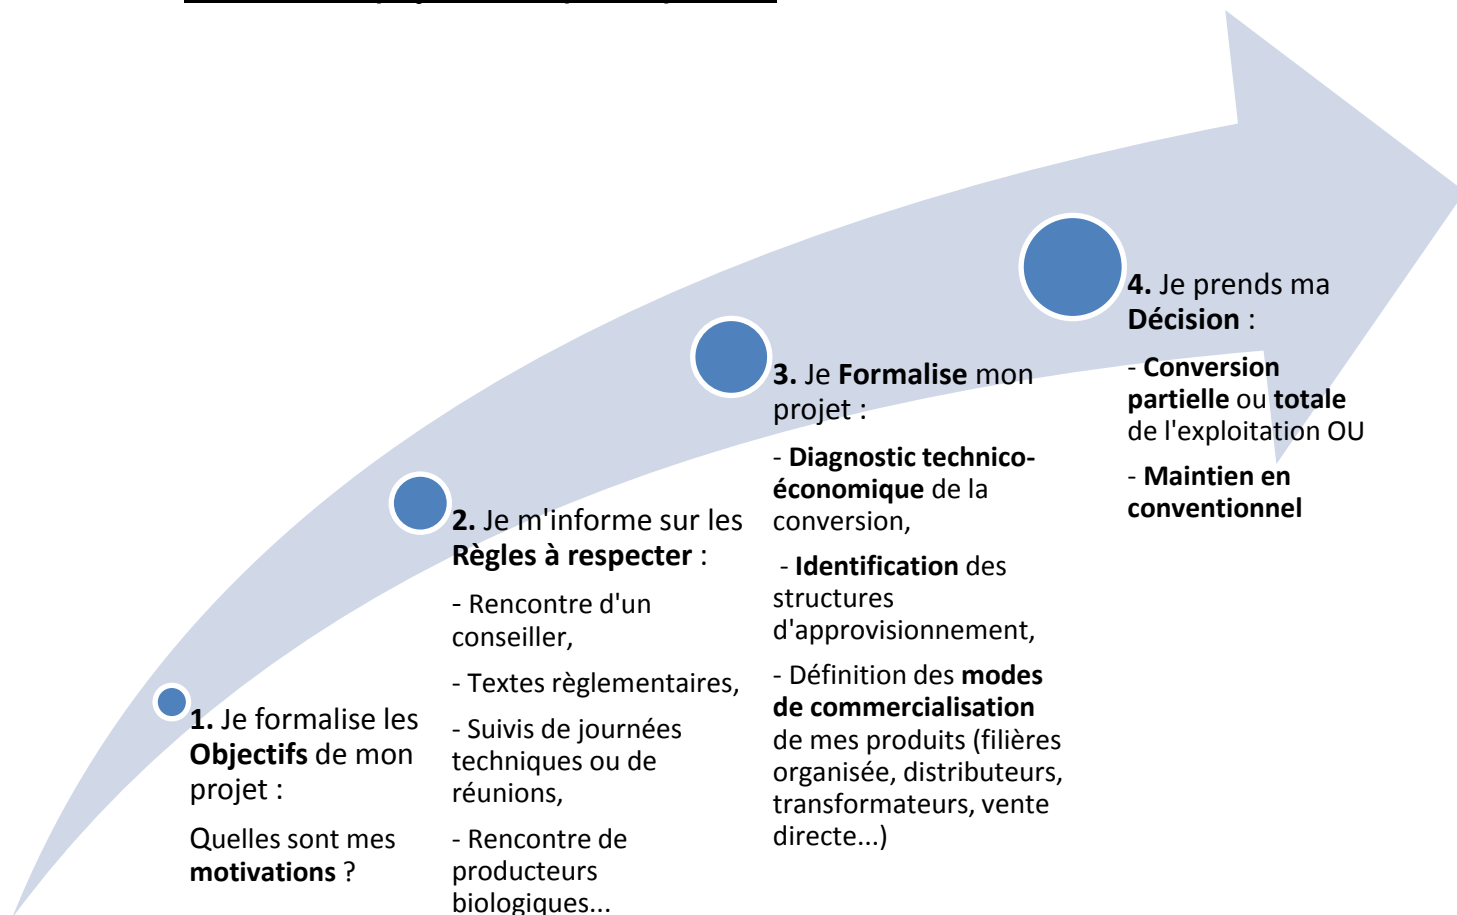 1. Je formalise les
Objectifs de mon
projet :
Quelles sont mes
motivations ?
2. Je m'informe sur les
Règles à respecter :
- Rencontre d'un
conseiller,
- Textes règlementaires,
- Suivis de journées
techniques ou de
réunions,
- Rencontre de
producteurs
biologiques...
3. Je Formalise mon
projet :
- Diagnostic technico-
économique de la
conversion,
- Identification des
structures
d'approvisionnement,
- Définition des modes
de commercialisation
de mes produits (filières
organisée, distributeurs,
transformateurs, vente
directe...)
4. Je prends ma
Décision :
- Conversion
partielle ou totale
de l'exploitation OU
- Maintien en
conventionnel